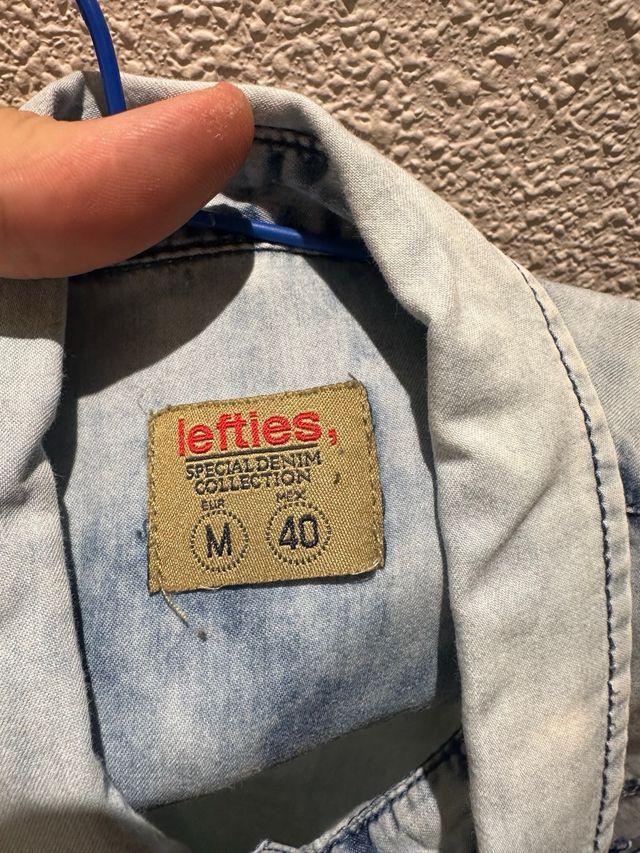 lefties,
SPECIAL DENIM
COLLECTION
EUR MEX
M 40